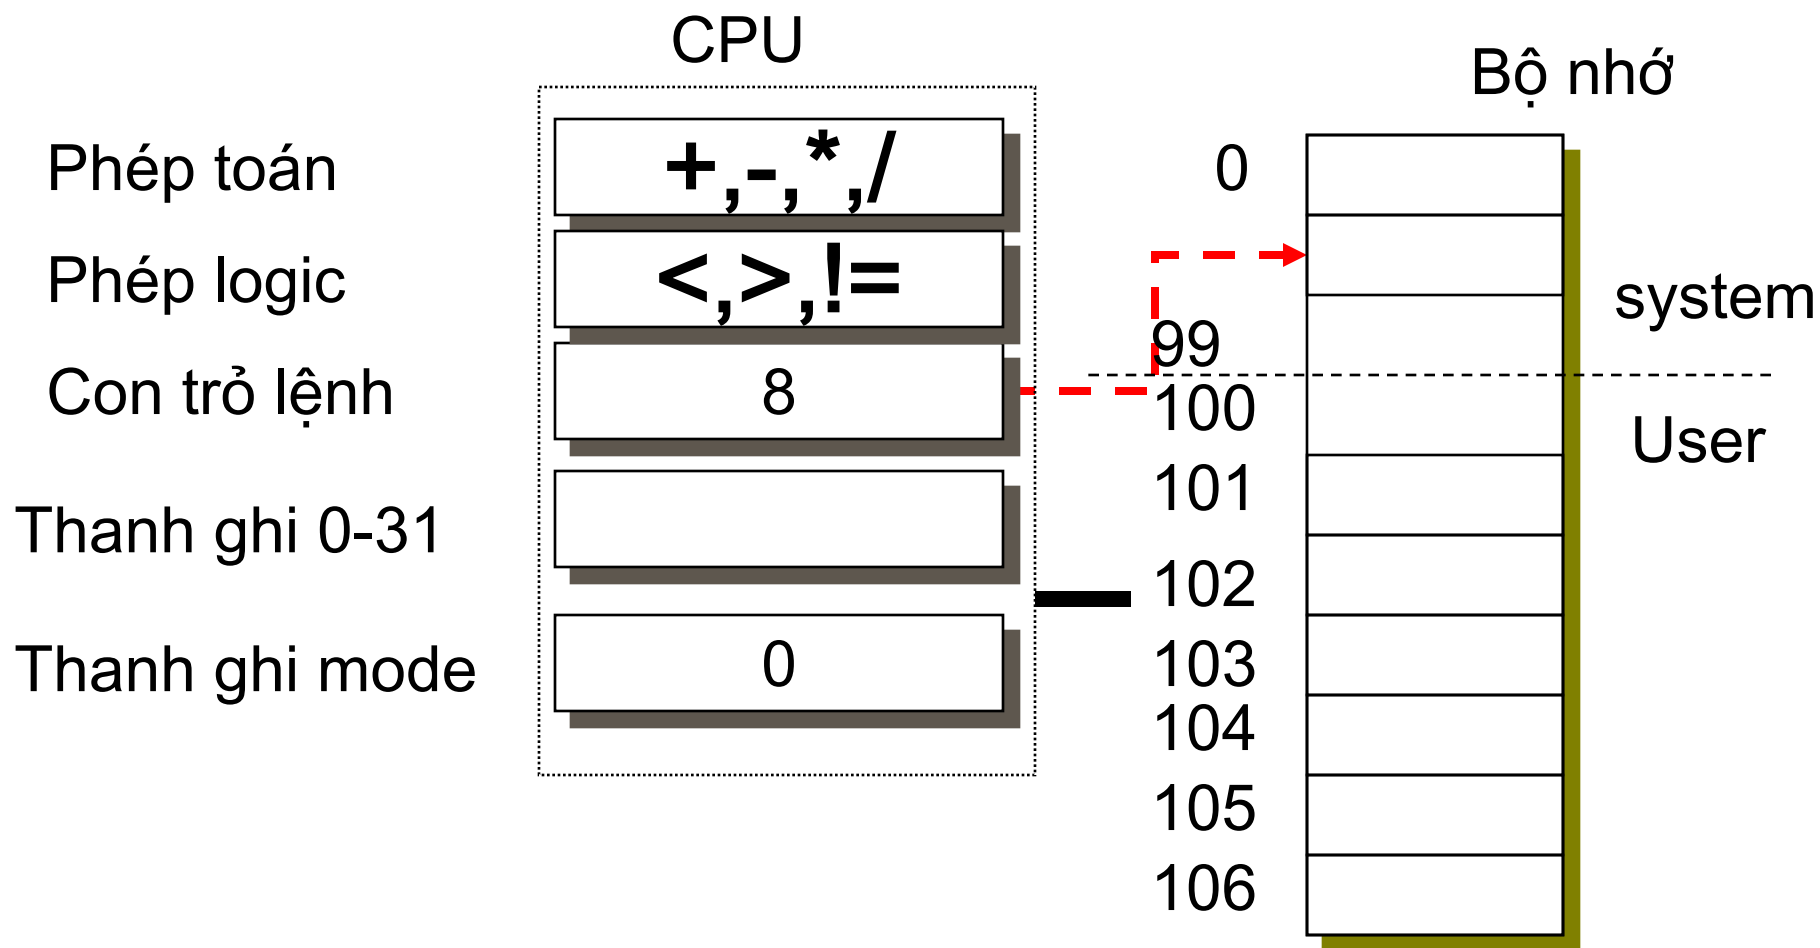 CPU
Bộ nhớ
Phép toán
+,-,*,/
0
Phép logic
<,>,!=
system
99
Con trỏ lệnh
8
100
User
101
Thanh ghi 0-31
102
Thanh ghi mode
0
103
104
105
106